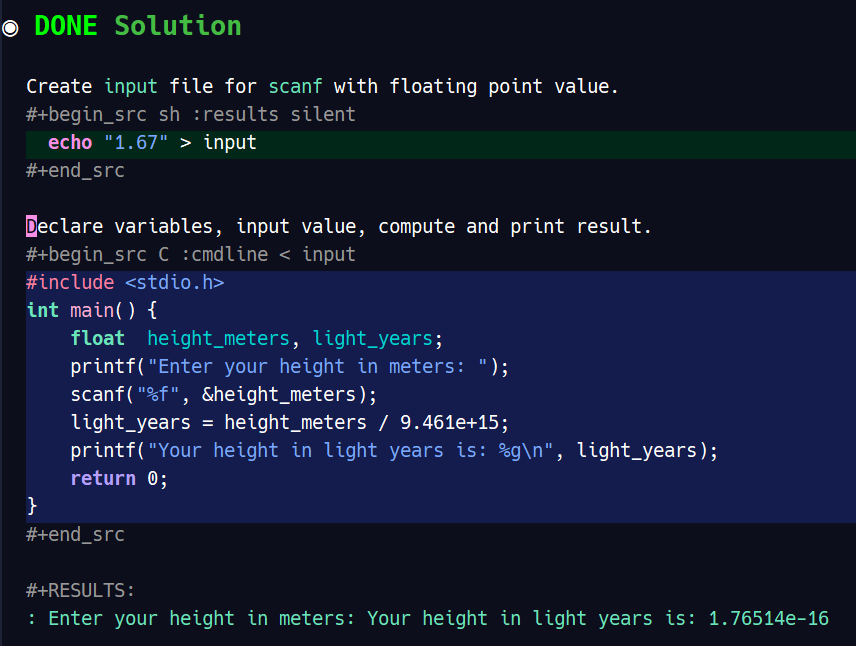 ◉ DONE Solution
Create input file for scanf with floating point value.
#+begin_src sh :results silent
echo "1.67" > input
#+end_src
Declare variables, input value, compute and print result.
#+begin_src C :cmdline < input
#include <stdio.h>
int main() {
    float  height_meters, light_years;
    printf("Enter your height in meters: ");
    scanf("%f", &height_meters);
    light_years = height_meters / 9.461e+15;
    printf("Your height in light years is: %g\n", light_years);
    return 0;
}
#+end_src
#+RESULTS:
: Enter your height in meters: Your height in light years is: 1.76514e-16